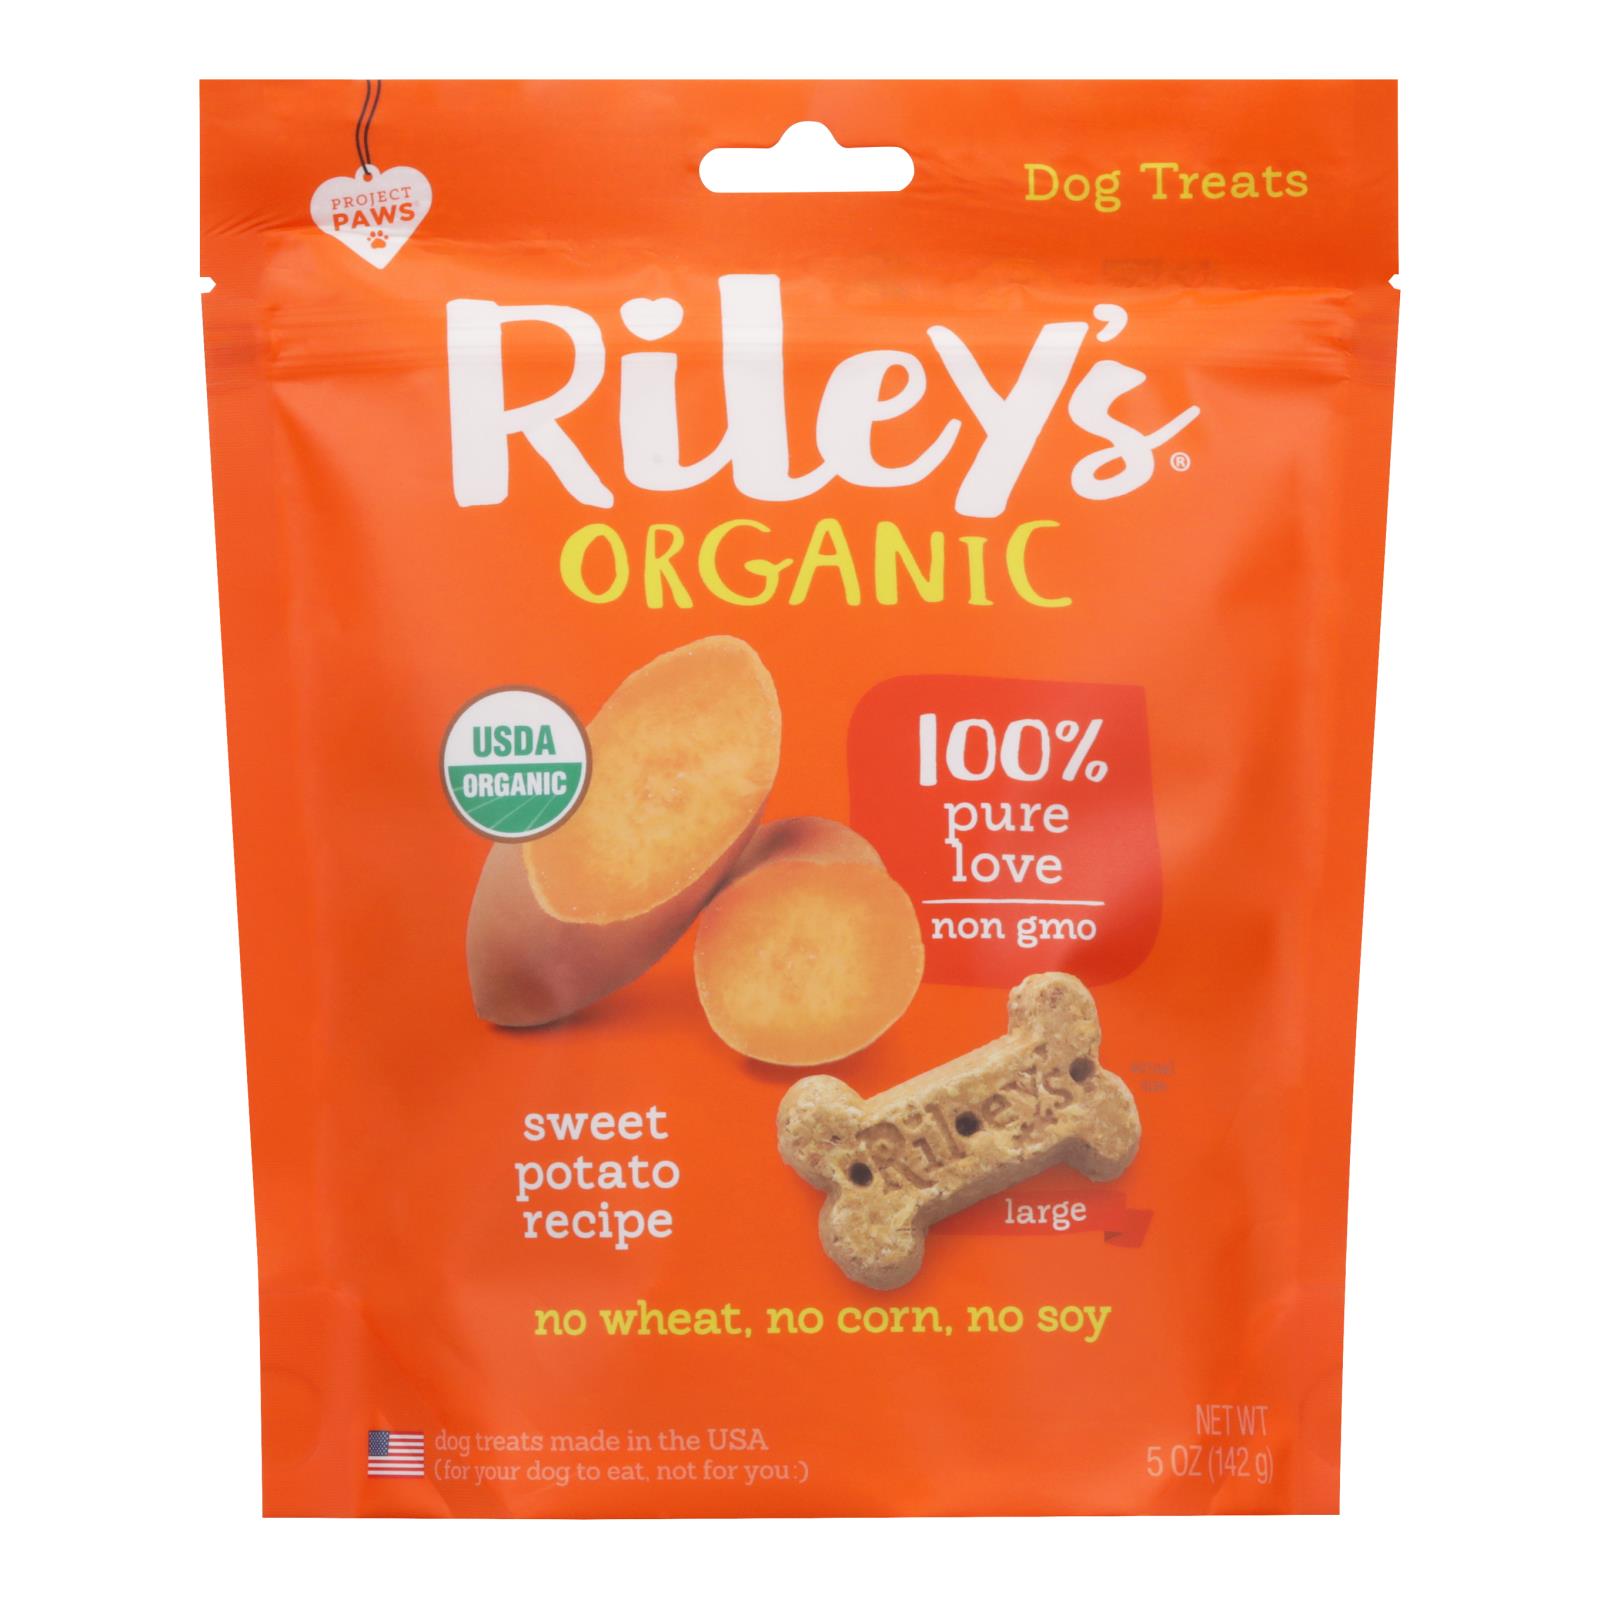 PROJECT
PAWS
Dog Treats
Riley's®
ORGANIC
USDA
ORGANIC
100%
pure
love
non gmo
sweet
potato
recipe
Riley's
large
no wheat, no corn, no soy
dog treats made in the USA
(for your dog to eat, not for you:)
NET WT
5 OZ (142 g)